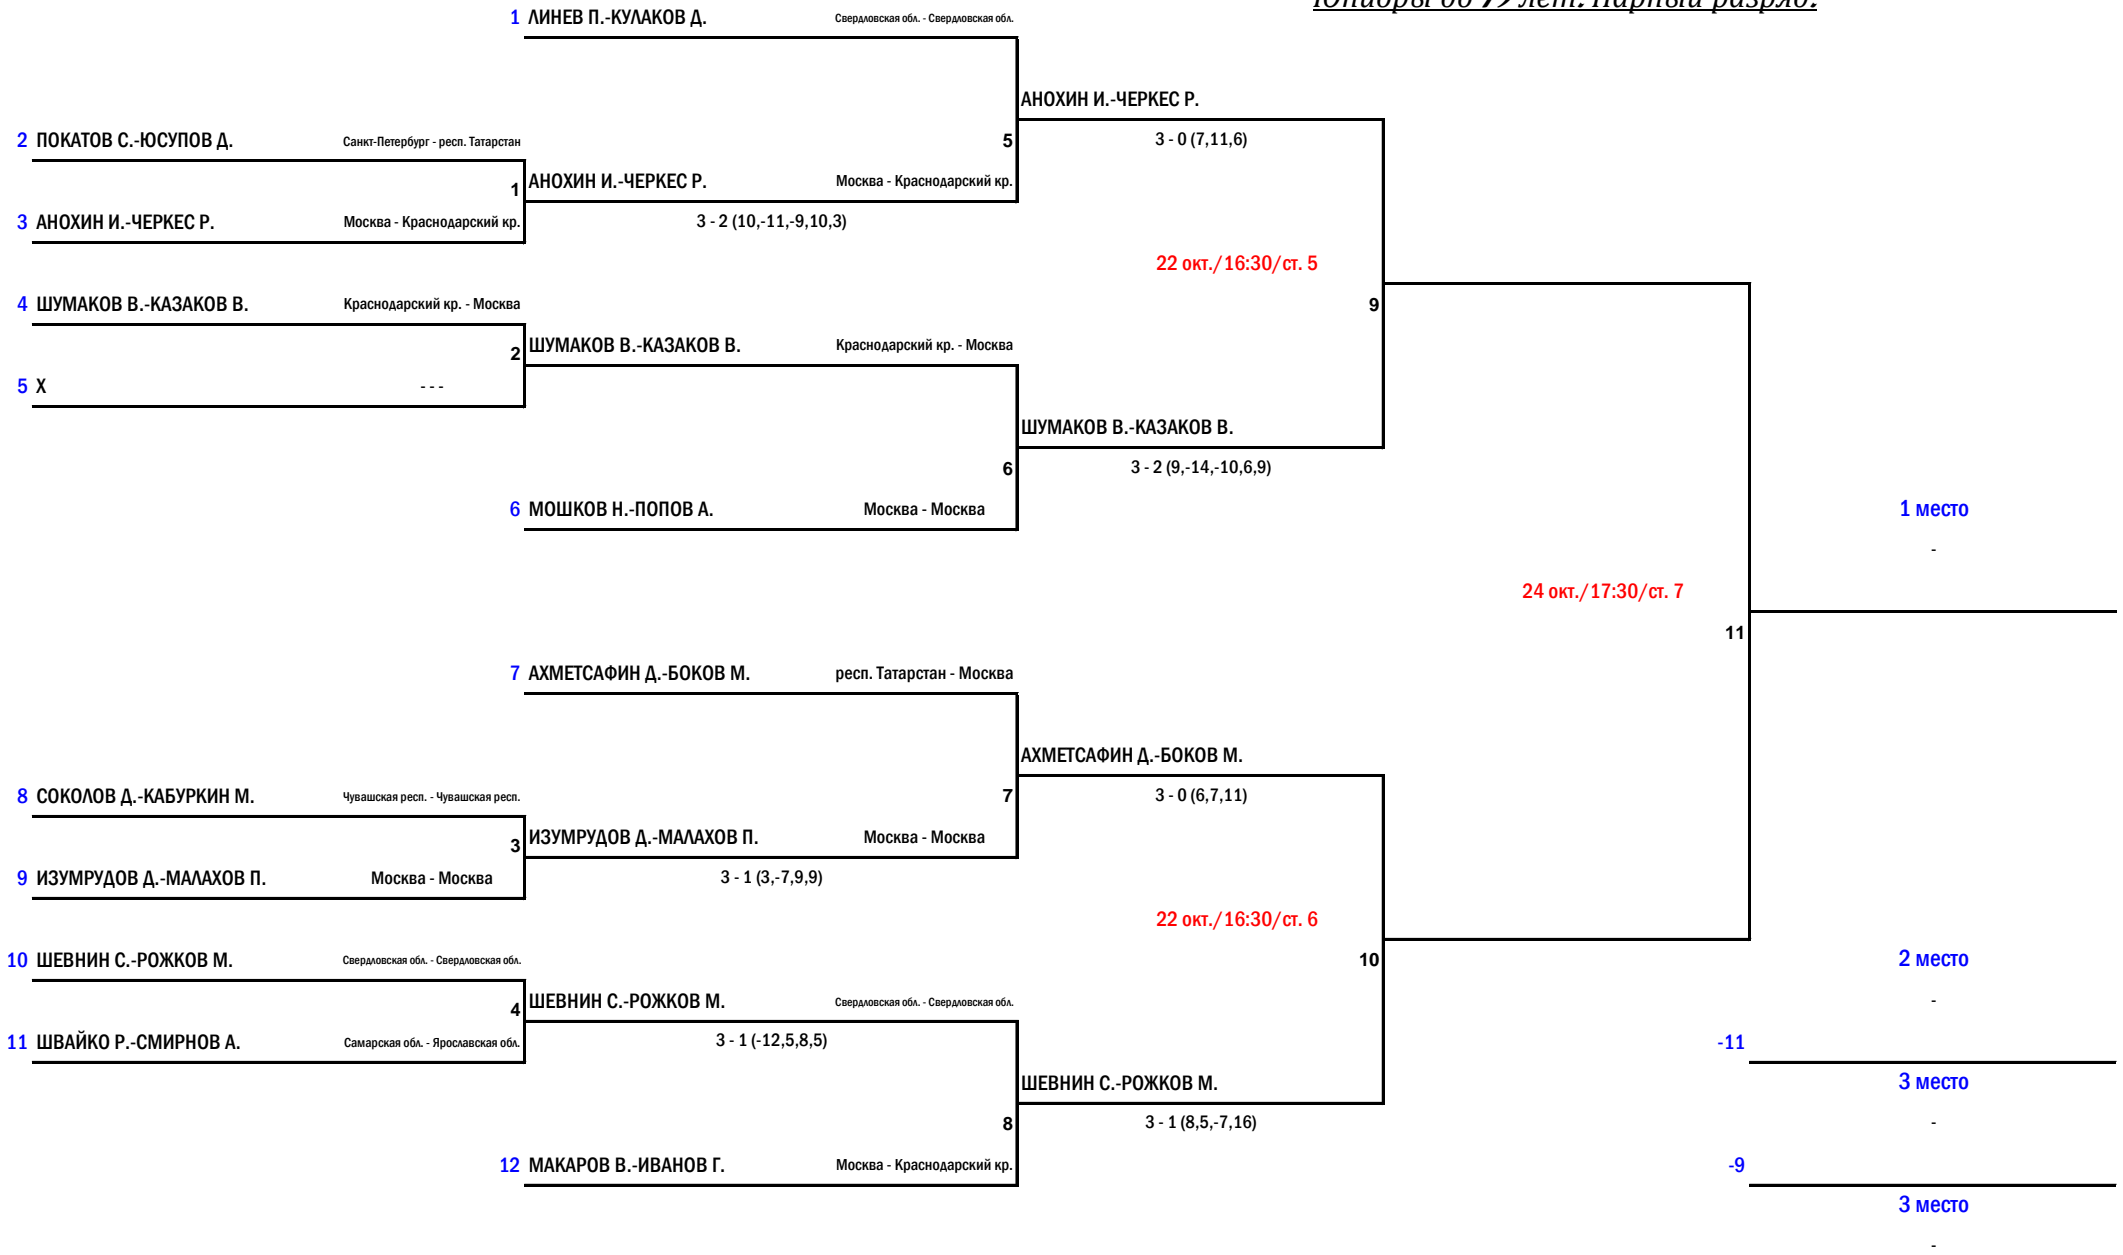 Юниоры до 19 лет. Парный разряд.
1 ЛИНЕВ П.-КУЛАКОВ Д. Свердловская обл. - Свердловская обл.
АНОХИН И.-ЧЕРКЕС Р.
2 ПОКАТОВ С.-ЮСУПОВ Д. Санкт-Петербург - респ. Татарстан 5 3 - 0 (7,11,6)
1 АНОХИН И.-ЧЕРКЕС Р. Москва - Краснодарский кр.
3 АНОХИН И.-ЧЕРКЕС Р. Москва - Краснодарский кр. 3 - 2 (10,-11,-9,10,3)
22 окт./16:30/ст. 5
4 ШУМАКОВ В.-КАЗАКОВ В. Краснодарский кр. - Москва 9
2 ШУМАКОВ В.-КАЗАКОВ В. Краснодарский кр. - Москва
5 X - - -
ШУМАКОВ В.-КАЗАКОВ В.
6 3 - 2 (9,-14,-10,6,9)
6 МОШКОВ Н.-ПОПОВ А. Москва - Москва 1 место
-
24 окт./17:30/ст. 7
11
7 АХМЕТСАФИН Д.-БОКОВ М. респ. Татарстан - Москва
АХМЕТСАФИН Д.-БОКОВ М.
8 СОКОЛОВ Д.-КАБУРКИН М. Чувашская респ. - Чувашская респ. 7 3 - 0 (6,7,11)
3 ИЗУМРУДОВ Д.-МАЛАХОВ П. Москва - Москва
9 ИЗУМРУДОВ Д.-МАЛАХОВ П. Москва - Москва 3 - 1 (3,-7,9,9)
22 окт./16:30/ст. 6
10 ШЕВНИН С.-РОЖКОВ М. Свердловская обл. - Свердловская обл. 10 2 место
4 ШЕВНИН С.-РОЖКОВ М. Свердловская обл. - Свердловская обл. -
11 ШВАЙКО Р.-СМИРНОВ А. Самарская обл. - Ярославская обл. 3 - 1 (-12,5,8,5) -11
ШЕВНИН С.-РОЖКОВ М. 3 место
8 3 - 1 (8,5,-7,16) -
12 МАКАРОВ В.-ИВАНОВ Г. Москва - Краснодарский кр. -9
3 место
-